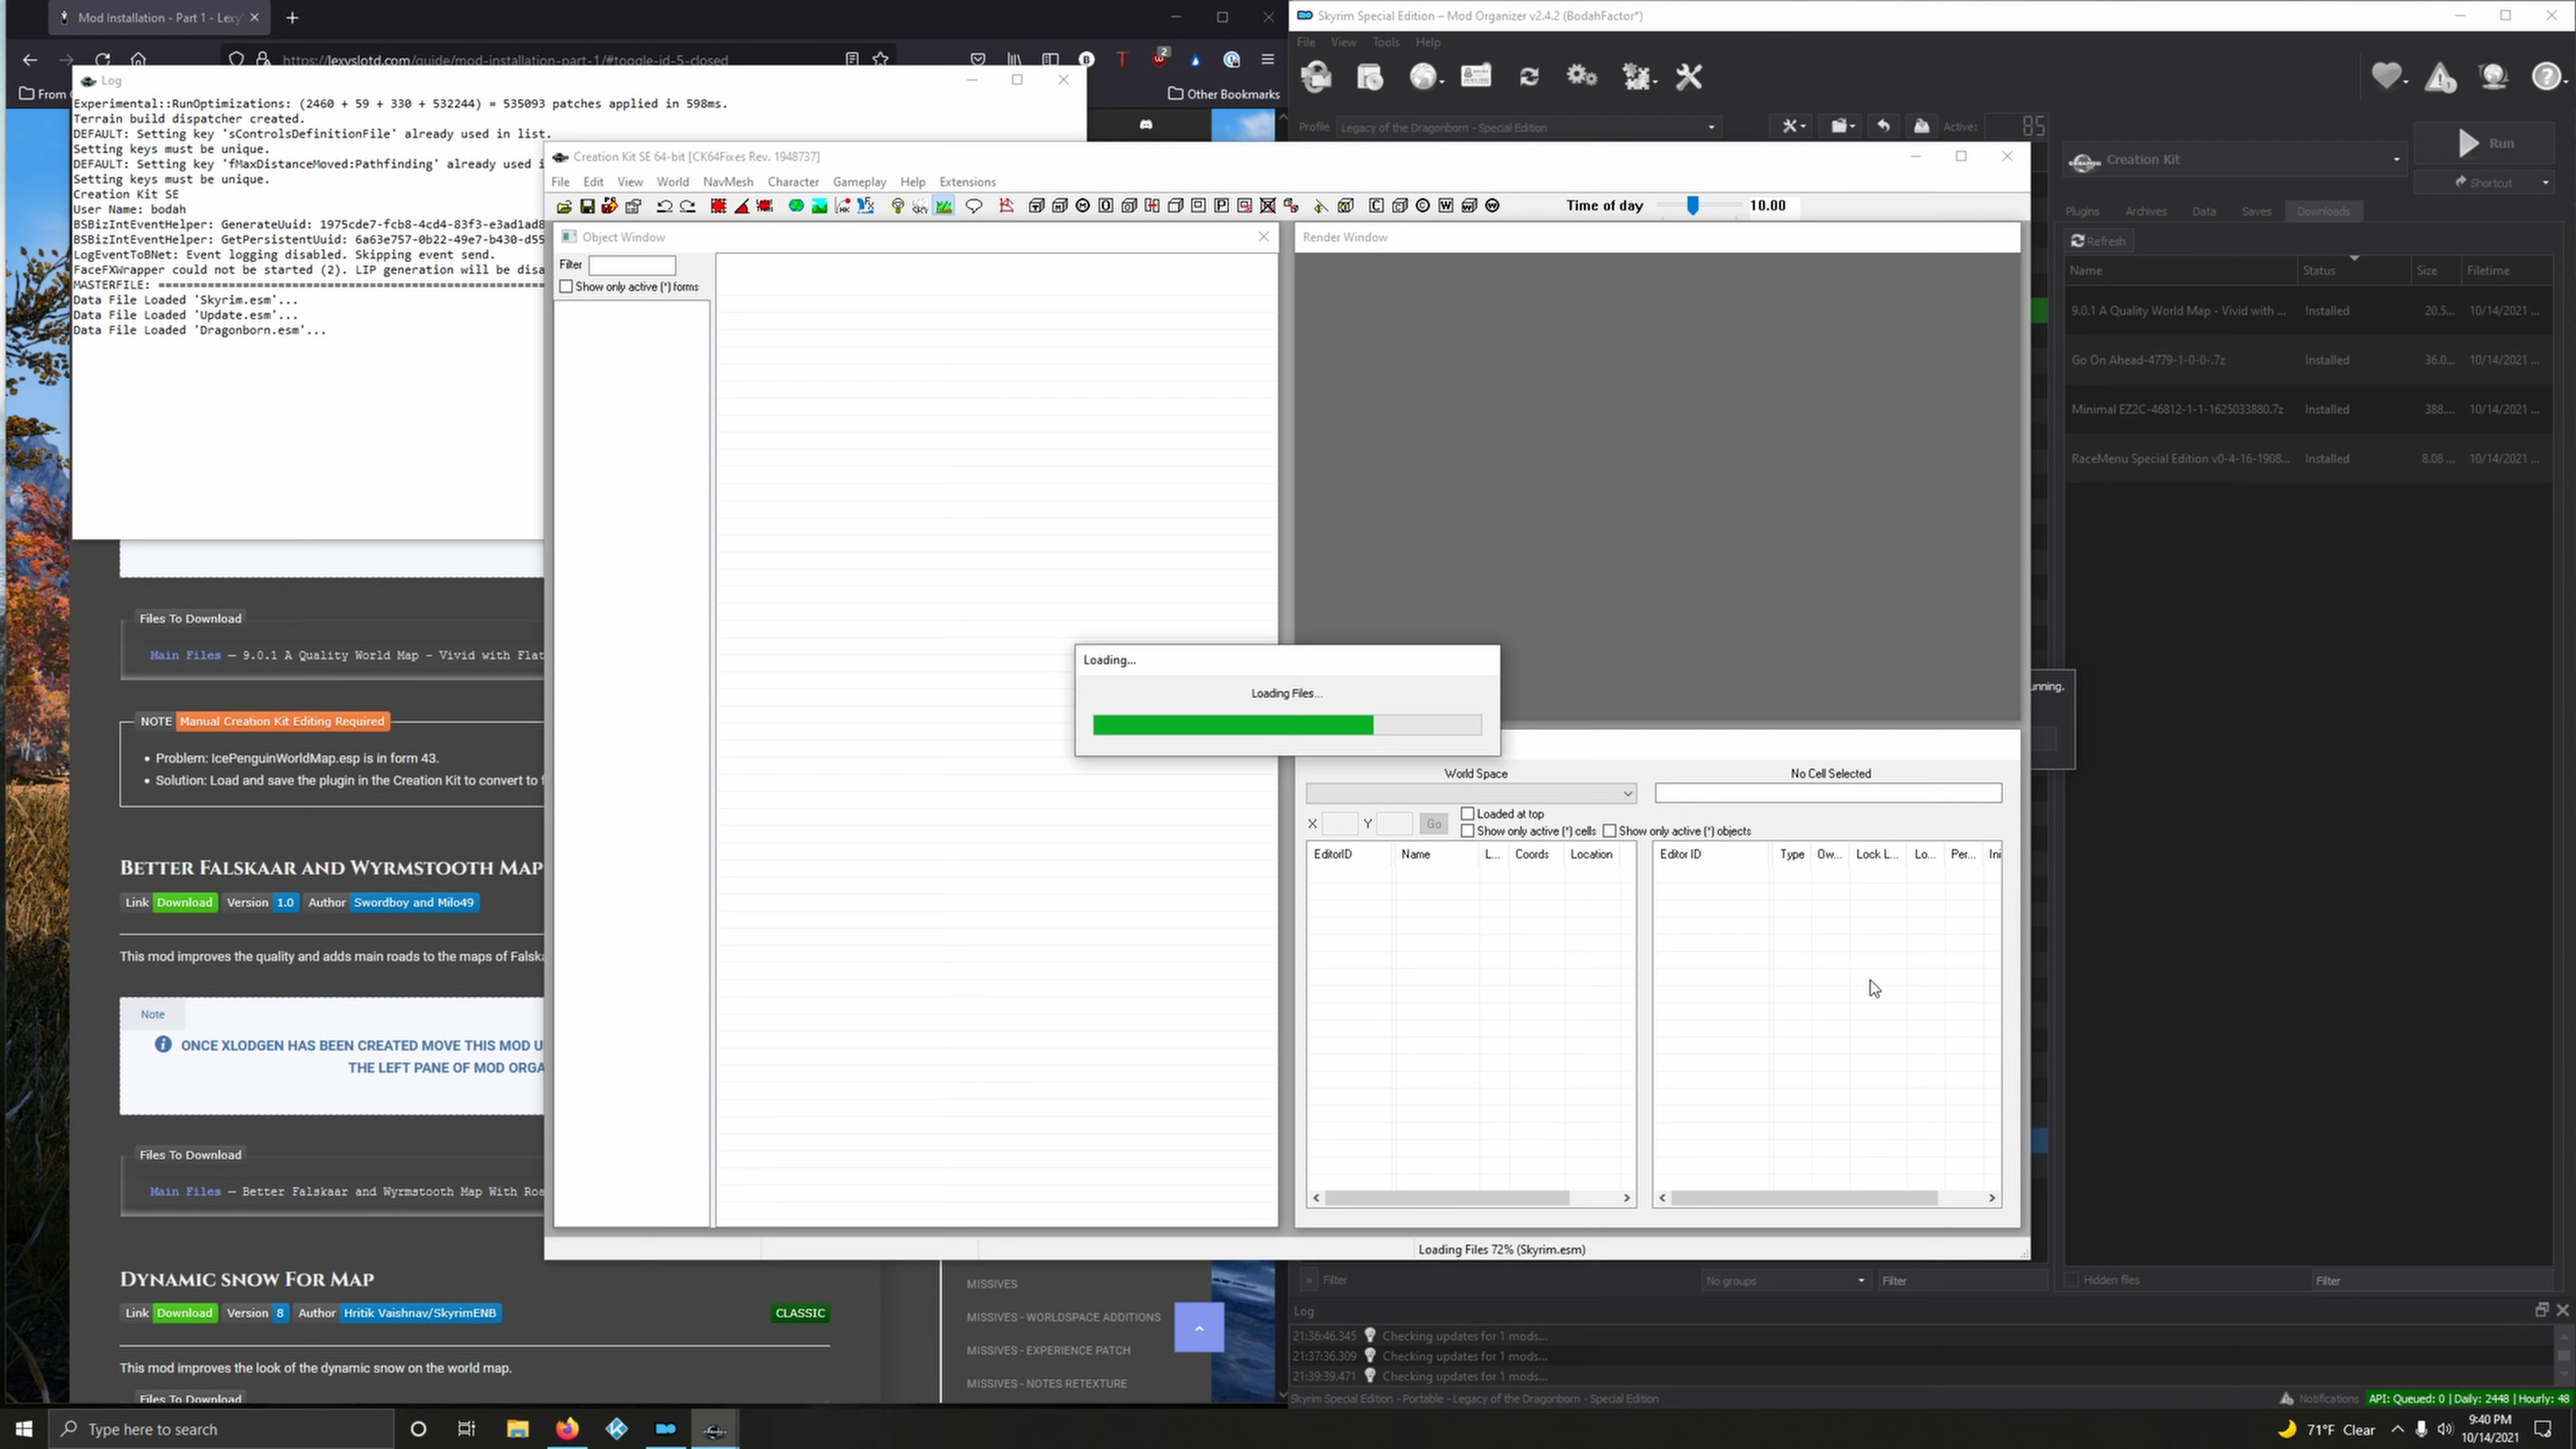 Mod Installation - Part 1 - Lexy
https://lexyslotd.com/guide/mod-installation-part-1/#toggle-id-5-closed
From
Other Bookmarks
Log
Experimental::RunOptimizations: (2460 + 59 + 330 + 532244) = 535093 patches applied in 598ms.
Terrain build dispatcher created.
DEFAULT: Setting key 'sControlsDefinitionFile' already used in list.
Setting keys must be unique.
DEFAULT: Setting key 'fMaxDistanceMoved:Pathfinding' already used i
Setting keys must be unique.
Creation Kit SE
User Name: bodah
BSBizIntEventHelper: GenerateUuid: 1975cde7-fcb8-4cd4-83f3-e3ad1ad8
BSBizIntEventHelper: GetPersistentUuid: 6a63e757-0b22-49e7-b430-d55
LogEventToBNet: Event logging disabled. Skipping event send.
FaceFXWrapper could not be started (2). LIP generation will be disa
MASTERFILE: ====================================================
Data File Loaded 'Skyrim.esm'...
Data File Loaded 'Update.esm'...
Data File Loaded 'Dragonborn.esm'...
Files To Download
Main Files — 9.0.1 A Quality World Map - Vivid with Flat
NOTE Manual Creation Kit Editing Required
• Problem: IcePenguinWorldMap.esp is in form 43.
• Solution: Load and save the plugin in the Creation Kit to convert to f
BETTER FALSKAAR AND WYRMSTOOTH MAP
Link Download Version 1.0 Author Swordboy and Milo49
This mod improves the quality and adds main roads to the maps of Falska
Note
ONCE XLODGEN HAS BEEN CREATED MOVE THIS MOD U
THE LEFT PANE OF MOD ORGA
Files To Download
Main Files — Better Falskaar and Wyrmstooth Map With Roa
DYNAMIC SNOW FOR MAP
Link Download Version 8 Author Hritik Vaishnav/SkyrimENB CLASSIC
This mod improves the look of the dynamic snow on the world map.
Files To Download
MISSIVES
MISSIVES - WORLDSPACE ADDITIONS
MISSIVES - EXPERIENCE PATCH
MISSIVES - NOTES RETEXTURE
Creation Kit SE 64-bit [CK64Fixes Rev. 1948737]
File Edit View World NavMesh Character Gameplay Help Extensions
Time of day 10.00
Object Window
Filter
Show only active (*) forms
Render Window
Loading...
Loading Files...
World Space
No Cell Selected
X Y Go Loaded at top
Show only active (*) cells Show only active (*) objects
EditorID Name L... Coords Location
Editor ID Type Ow... Lock L... Lo... Per... Ini
Loading Files 72% (Skyrim.esm)
Skyrim Special Edition – Mod Organizer v2.4.2 (BodahFactor*)
File View Tools Help
Profile Legacy of the Dragonborn - Special Edition
Active: 85
Creation Kit
Run
Shortcut
Plugins Archives Data Saves Downloads
Refresh
Name Status Size Filetime
9.0.1 A Quality World Map - Vivid with ... Installed 20.5... 10/14/2021 ...
Go On Ahead-4779-1-0-0-.7z Installed 36.0... 10/14/2021 ...
Minimal EZ2C-46812-1-1-1625033880.7z Installed 388.... 10/14/2021 ...
RaceMenu Special Edition v0-4-16-1908... Installed 8.08 ... 10/14/2021 ...
unning.
Filter No groups Filter
Hidden files Filter
Log
21:36:46.345 Checking updates for 1 mods...
21:37:36.309 Checking updates for 1 mods...
21:39:39.471 Checking updates for 1 mods...
Skyrim Special Edition - Portable - Legacy of the Dragonborn - Special Edition
Notifications API: Queued: 0 | Daily: 2448 | Hourly: 48
Type here to search
71°F Clear
9:40 PM
10/14/2021